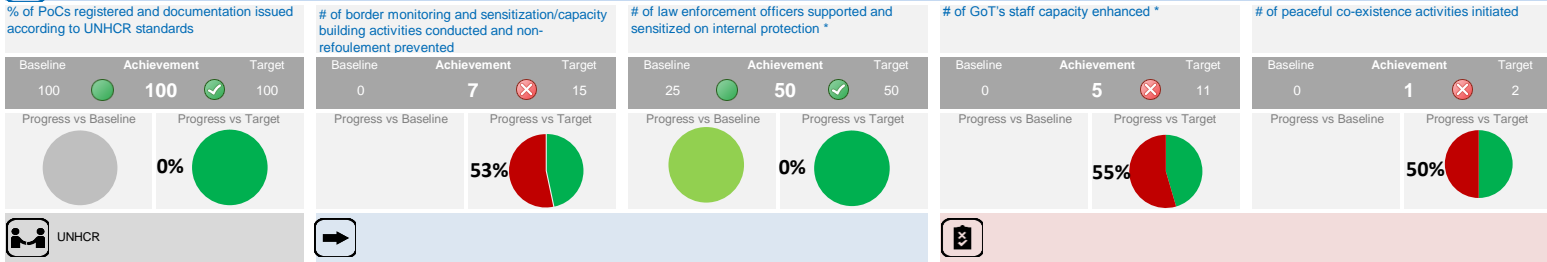 % of PoCs registered and documentation issued
according to UNHCR standards
Baseline Achievement Target
100 100 100
Progress vs Baseline Progress vs Target
0%
# of border monitoring and sensitization/capacity
building activities conducted and non-
refoulement prevented
Baseline Achievement Target
0 7 15
Progress vs Baseline Progress vs Target
53%
# of law enforcement officers supported and
sensitized on internal protection *
Baseline Achievement Target
25 50 50
Progress vs Baseline Progress vs Target
0%
# of GoT's staff capacity enhanced *
Baseline Achievement Target
0 5 11
Progress vs Baseline Progress vs Target
55%
# of peaceful co-existence activities initiated
Baseline Achievement Target
0 1 2
Progress vs Baseline Progress vs Target
50%
UNHCR